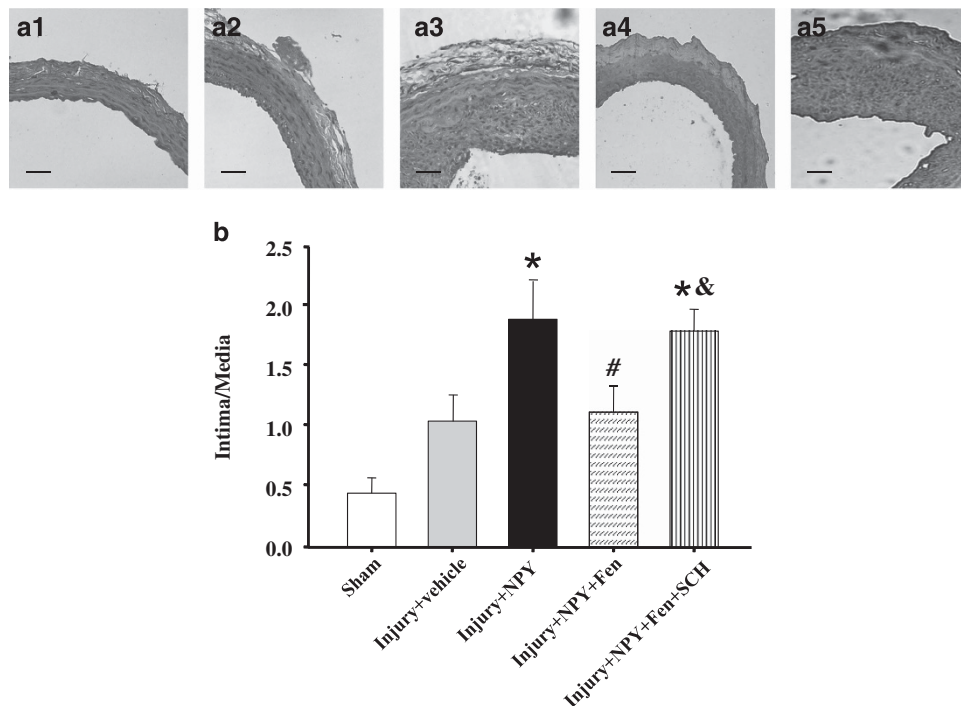 a1 a2 a3 a4 a5
b
2.5
2.0
1.5
1.0
0.5
0.0
Intima/Media
*
#
*&
Sham
Injury+vehicle
Injury+NPY
Injury+NPY+Fen
Injury+NPY+Fen+SCH